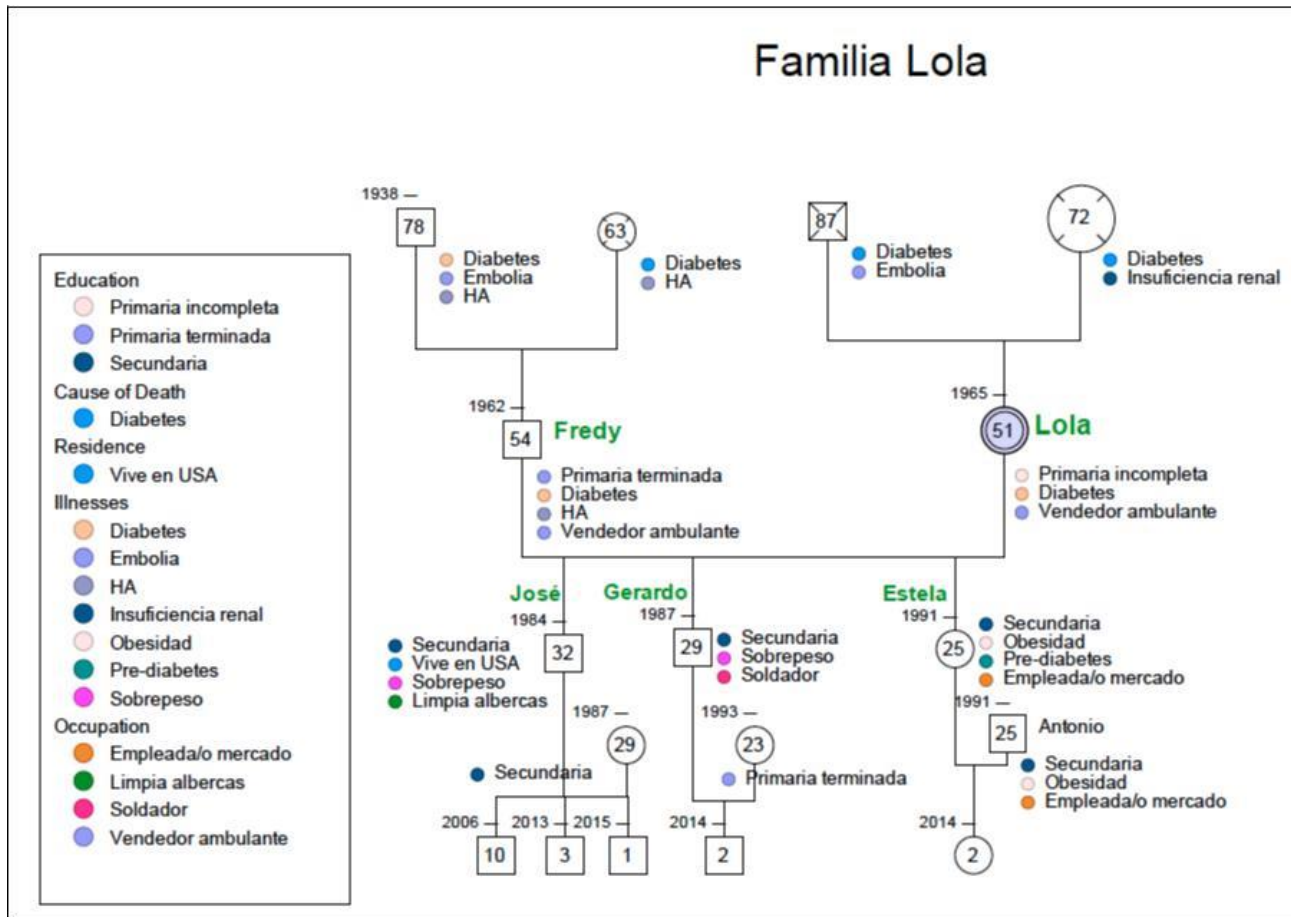 Familia Lola
1938
78
63
87
72
Diabetes
Embolia
HA
Diabetes
HA
Diabetes
Embolia
Diabetes
Insuficiencia renal
Education
Primaria incompleta
Primaria terminada
Secundaria
Cause of Death
Diabetes
Residence
Vive en USA
Illnesses
Diabetes
Embolia
HA
Insuficiencia renal
Obesidad
Pre-diabetes
Sobrepeso
Occupation
Empleada/o mercado
Limpia albercas
Soldador
Vendedor ambulante
1962
54
Fredy
Primaria terminada
Diabetes
HA
Vendedor ambulante
1965
51
Lola
Primaria incompleta
Diabetes
Vendedor ambulante
José
1984
32
Secundaria
Vive en USA
Sobrepeso
Limpia albercas
Gerardo
1987
29
Secundaria
Sobrepeso
Soldador
Estela
1991
25
Secundaria
Obesidad
Pre-diabetes
Empleada/o mercado
1987
29
Secundaria
1993
23
Primaria terminada
1991
25
Antonio
Secundaria
Obesidad
Empleada/o mercado
2006
10
2013
3
2015
1
2014
2
2014
2